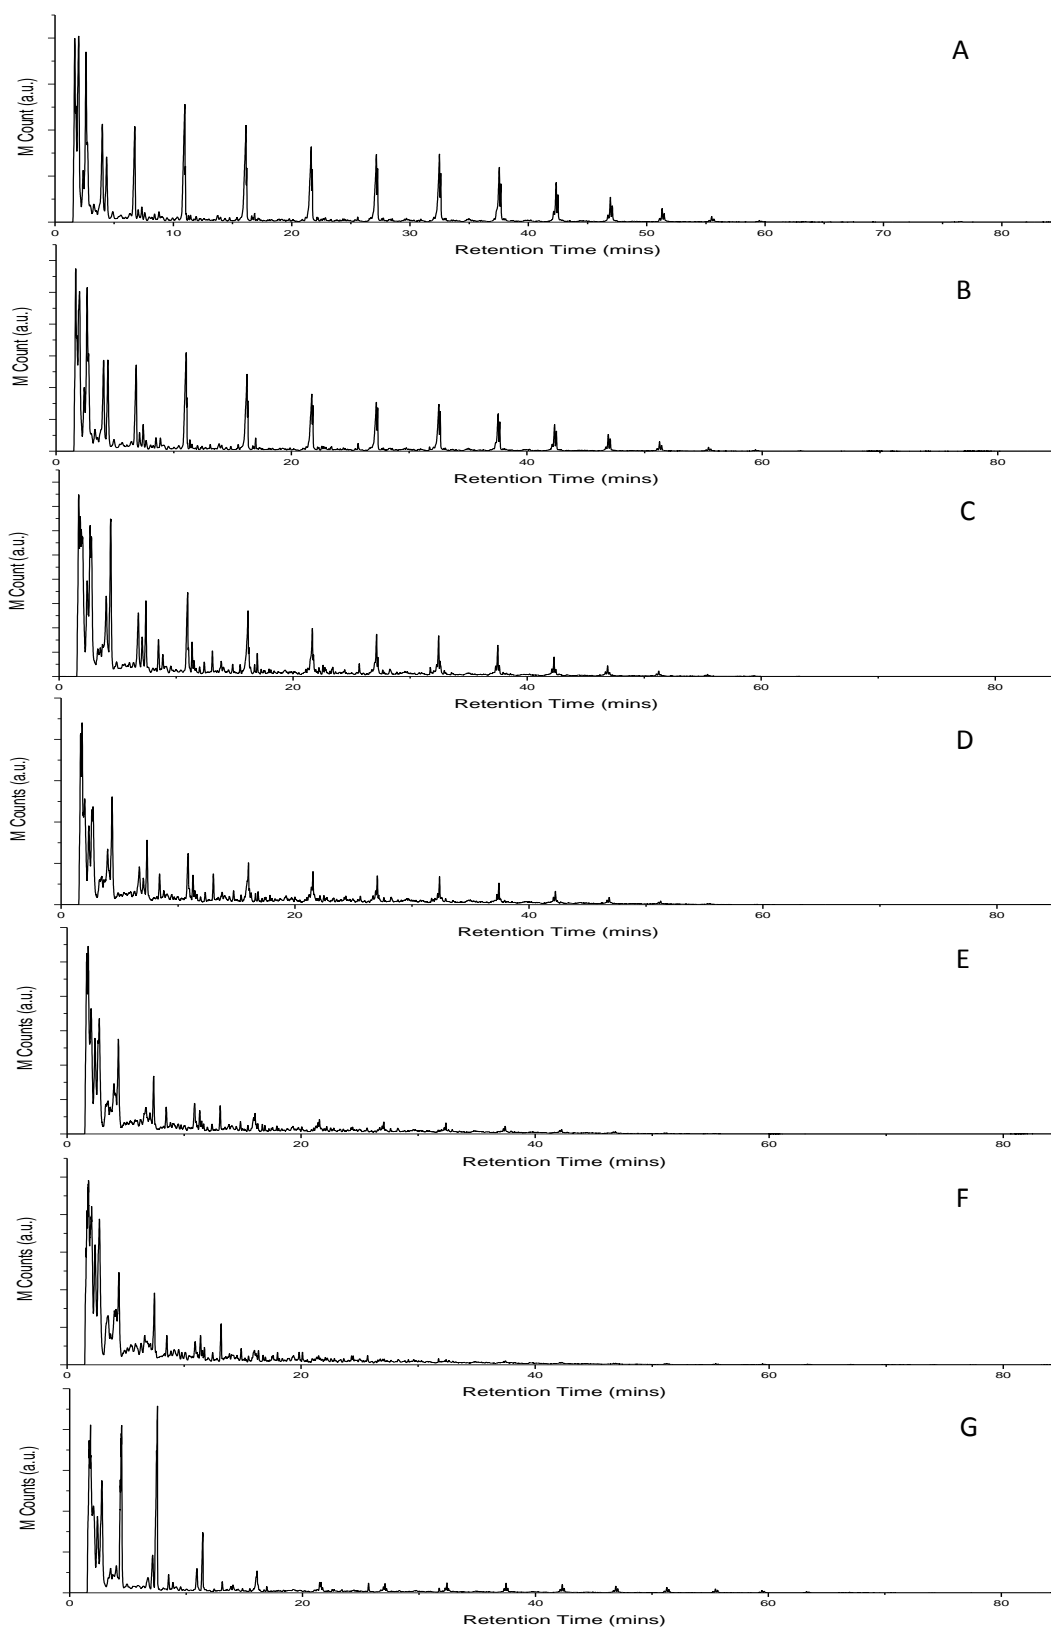 A
M Count (a.u.)
0 10 20 30 40 50 60 70 80
Retention Time (mins)
B
M Count (a.u.)
0 20 40 60 80
Retention Time (mins)
C
M Count (a.u.)
0 20 40 60 80
Retention Time (mins)
D
M Counts (a.u.)
0 20 40 60 80
Retention Time (mins)
E
M Counts (a.u.)
0 20 40 60 80
Retention Time (mins)
F
M Counts (a.u.)
0 20 40 60 80
Retention Time (mins)
G
M Counts (a.u.)
0 20 40 60 80
Retention Time (mins)